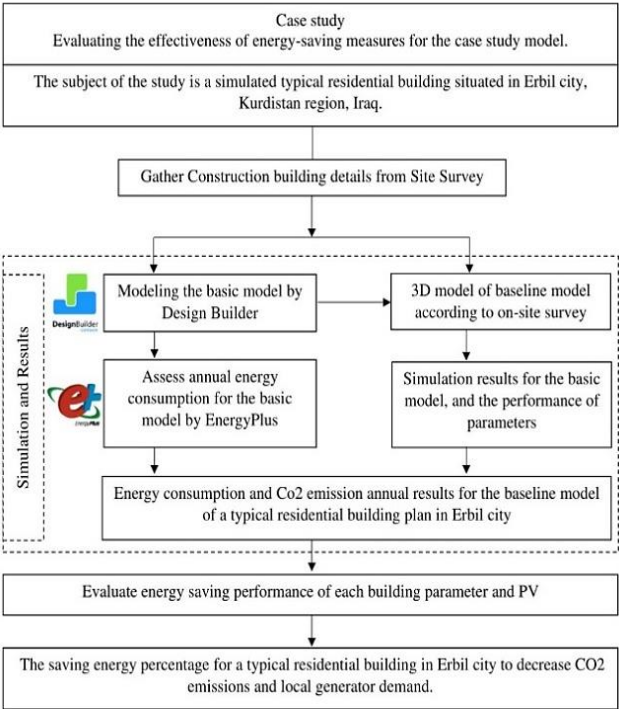 Case study
Evaluating the effectiveness of energy-saving measures for the case study model.
The subject of the study is a simulated typical residential building situated in Erbil city,
Kurdistan region, Iraq.
Gather Construction building details from Site Survey
Simulation and Results
DesignBuilder
Modeling the basic model by
Design Builder
3D model of baseline model
according to on-site survey
et
EnergyPlus
Assess annual energy
consumption for the basic
model by EnergyPlus
Simulation results for the basic
model, and the performance of
parameters
Energy consumption and Co2 emission annual results for the baseline model
of a typical residential building plan in Erbil city
Evaluate energy saving performance of each building parameter and PV
The saving energy percentage for a typical residential building in Erbil city to decrease CO2
emissions and local generator demand.